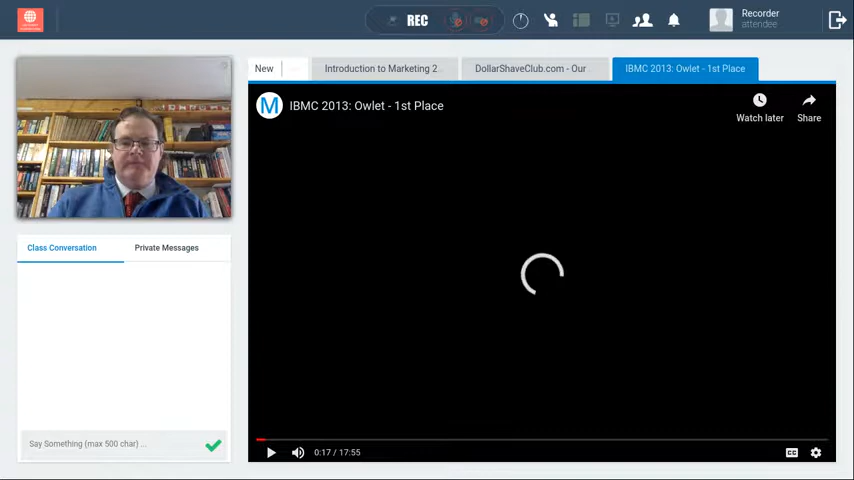 REC
Recorder
attendee
New
Introduction to Marketing 2
DollarShaveClub.com - Our
IBMC 2013: Owlet - 1st Place
M
IBMC 2013: Owlet - 1st Place
Watch later
Share
Class Conversation
Private Messages
Say Something (max 500 char) ...
0:17 / 17:55
CC